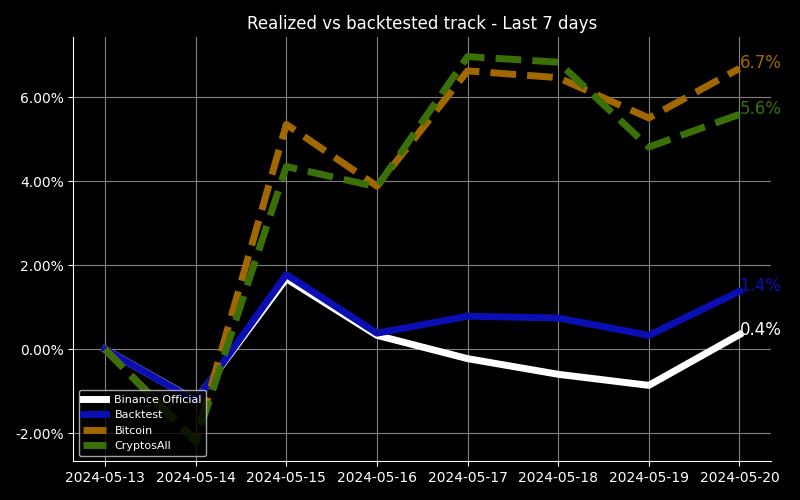 Realized vs backtested track - Last 7 days
6.7%
6.00%
5.6%
4.00%
2.00%
1.4%
0.4%
0.00%
Binance Official
Backtest
Bitcoin
-2.00%
CryptosAll
2024-05-13 2024-05-14 2024-05-15 2024-05-16 2024-05-17 2024-05-18 2024-05-19 2024-05-20